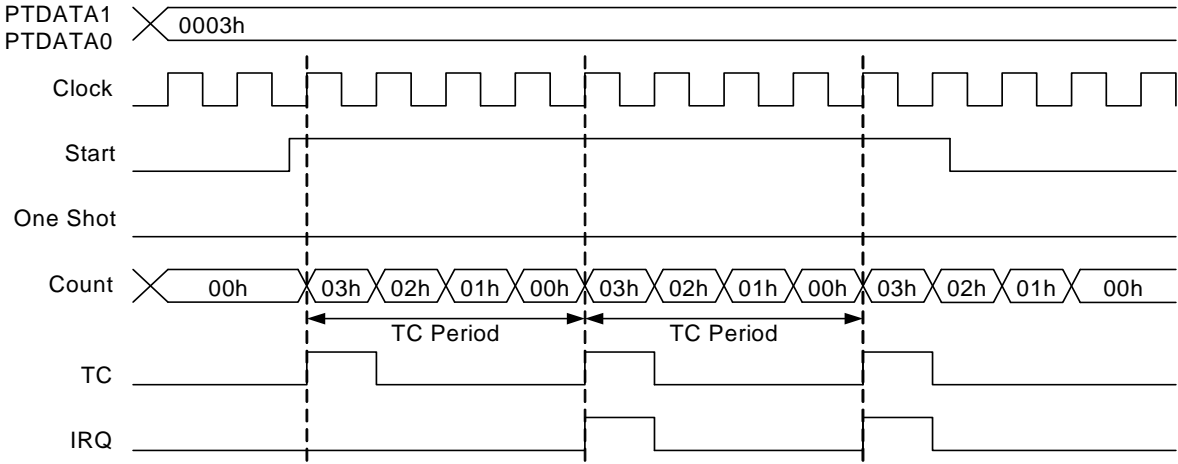 PTDATA1
PTDATA0
0003h
Clock
Start
One Shot
Count
00h 03h 02h 01h 00h 03h 02h 01h 00h 03h 02h 01h 00h
TC Period TC Period
TC
IRQ